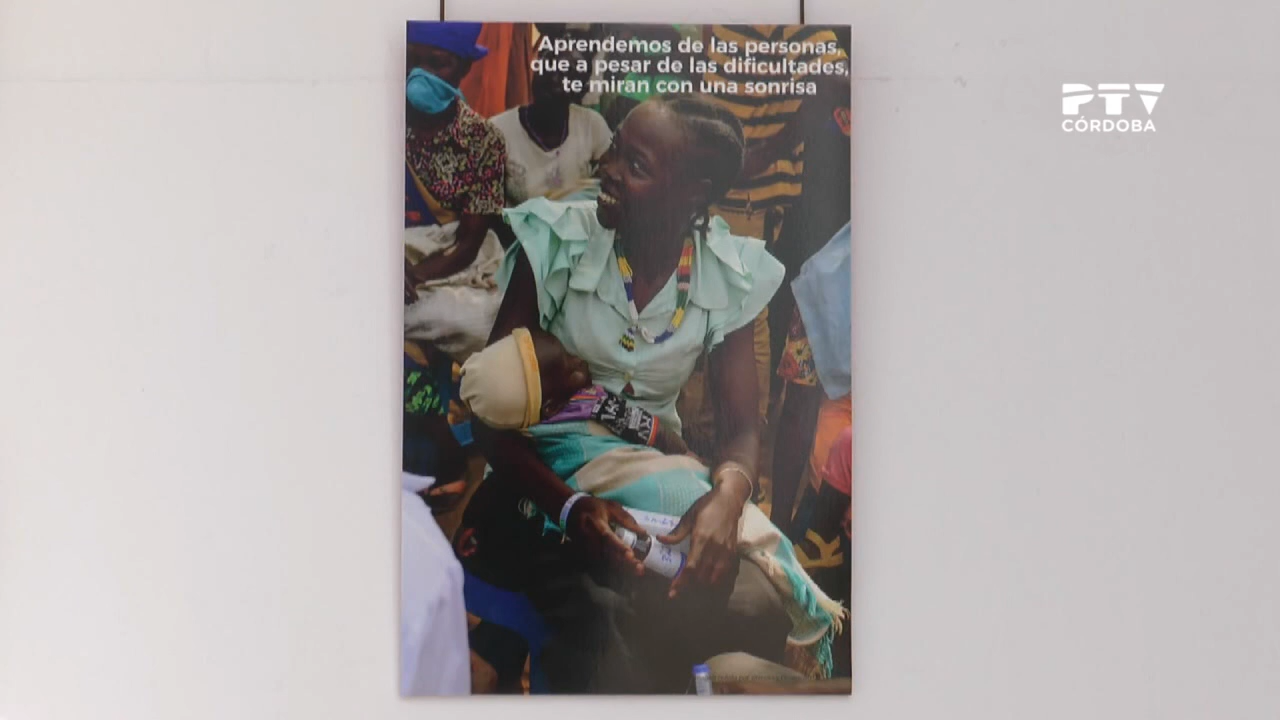 Aprendemos de las personas,
que a pesar de las dificultades,
te miran con una sonrisa
PTV
CÓRDOBA